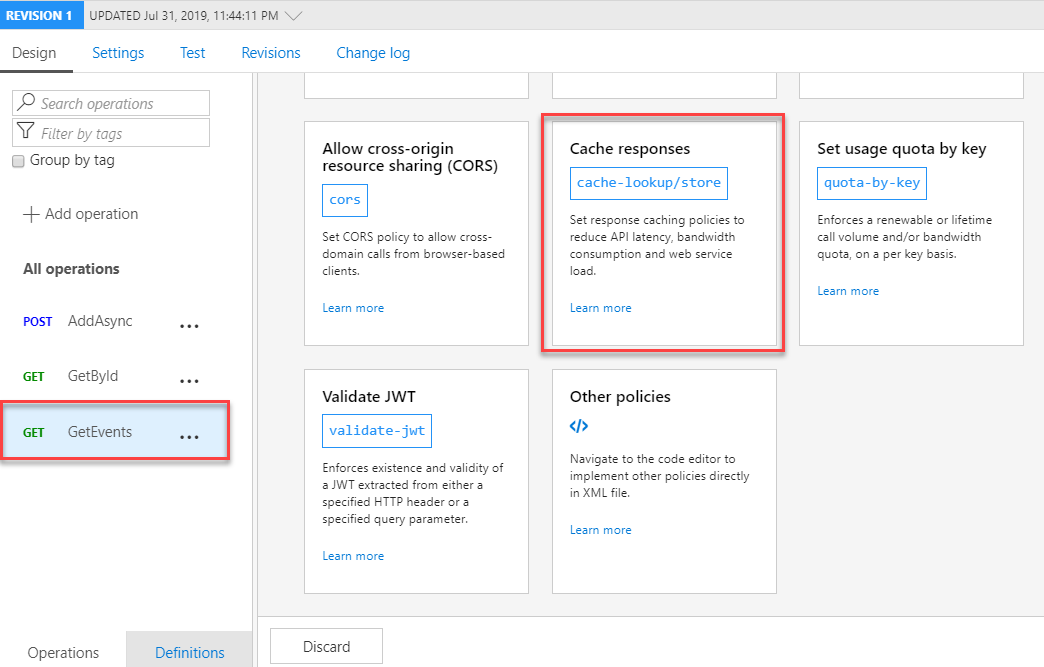 REVISION 1 UPDATED Jul 31, 2019, 11:44:11 PM
Design Settings Test Revisions Change log
Search operations
Filter by tags
Group by tag
Add operation
All operations
POST AddAsync ...
GET GetById ...
GET GetEvents ...
Operations Definitions
Allow cross-origin
resource sharing (CORS)
cors
Set CORS policy to allow cross-
domain calls from browser-based
clients.
Learn more
Cache responses
cache-lookup/store
Set response caching policies to
reduce API latency, bandwidth
consumption and web service
load.
Learn more
Set usage quota by key
quota-by-key
Enforces a renewable or lifetime
call volume and/or bandwidth
quota, on a per key basis.
Learn more
Validate JWT
validate-jwt
Enforces existence and validity of
a JWT extracted from either a
specified HTTP header or a
specified query parameter.
Learn more
Other policies
</>
Navigate to the code editor to
implement other policies directly
in XML file.
Learn more
Discard